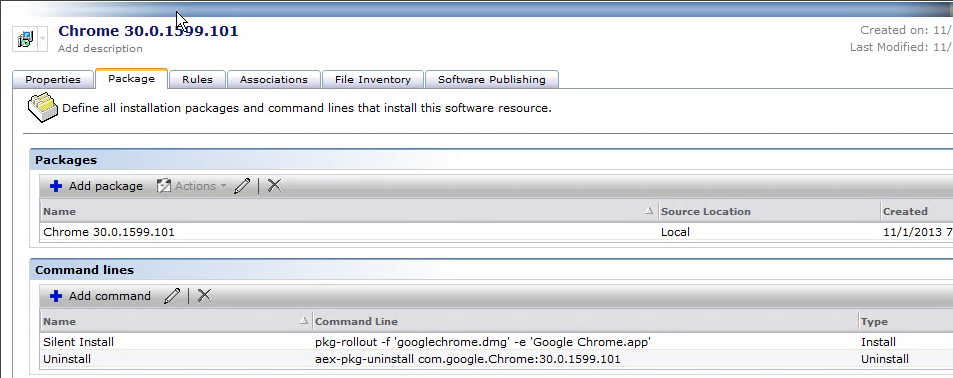 Chrome 30.0.1599.101
Created on: 11/
Add description
Last Modified: 11/
Properties Package Rules Associations File Inventory Software Publishing
Define all installation packages and command lines that install this software resource.
Packages
Add package Actions
Name Source Location Created
Chrome 30.0.1599.101 Local 11/1/2013 7
Command lines
Add command
Name Command Line Type
Silent Install pkg-rollout -f 'googlechrome.dmg' -e 'Google Chrome.app' Install
Uninstall aex-pkg-uninstall com.google.Chrome:30.0.1599.101 Uninstall